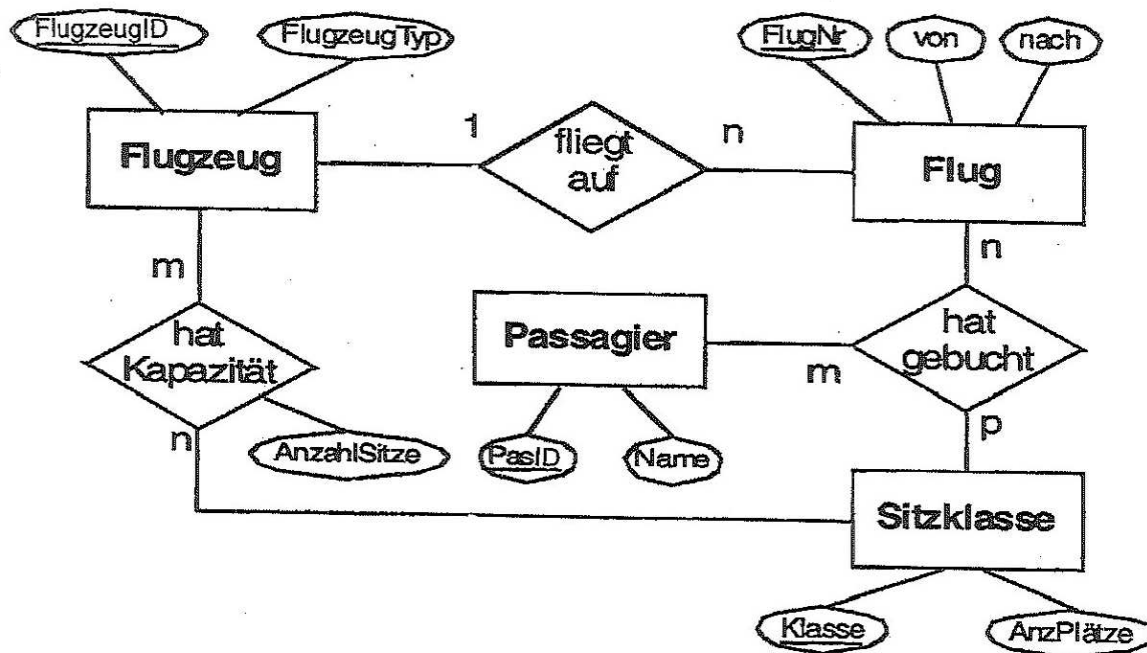 FlugzeugID
FlugzeugTyp
FlugNr
von
nach
Flugzeug
1
fliegt
auf
n
Flug
m
n
hat
Kapazität
Passagier
m
hat
gebucht
n
AnzahlSitze
PasID
Name
p
Sitzklasse
Klasse
AnzPlätze